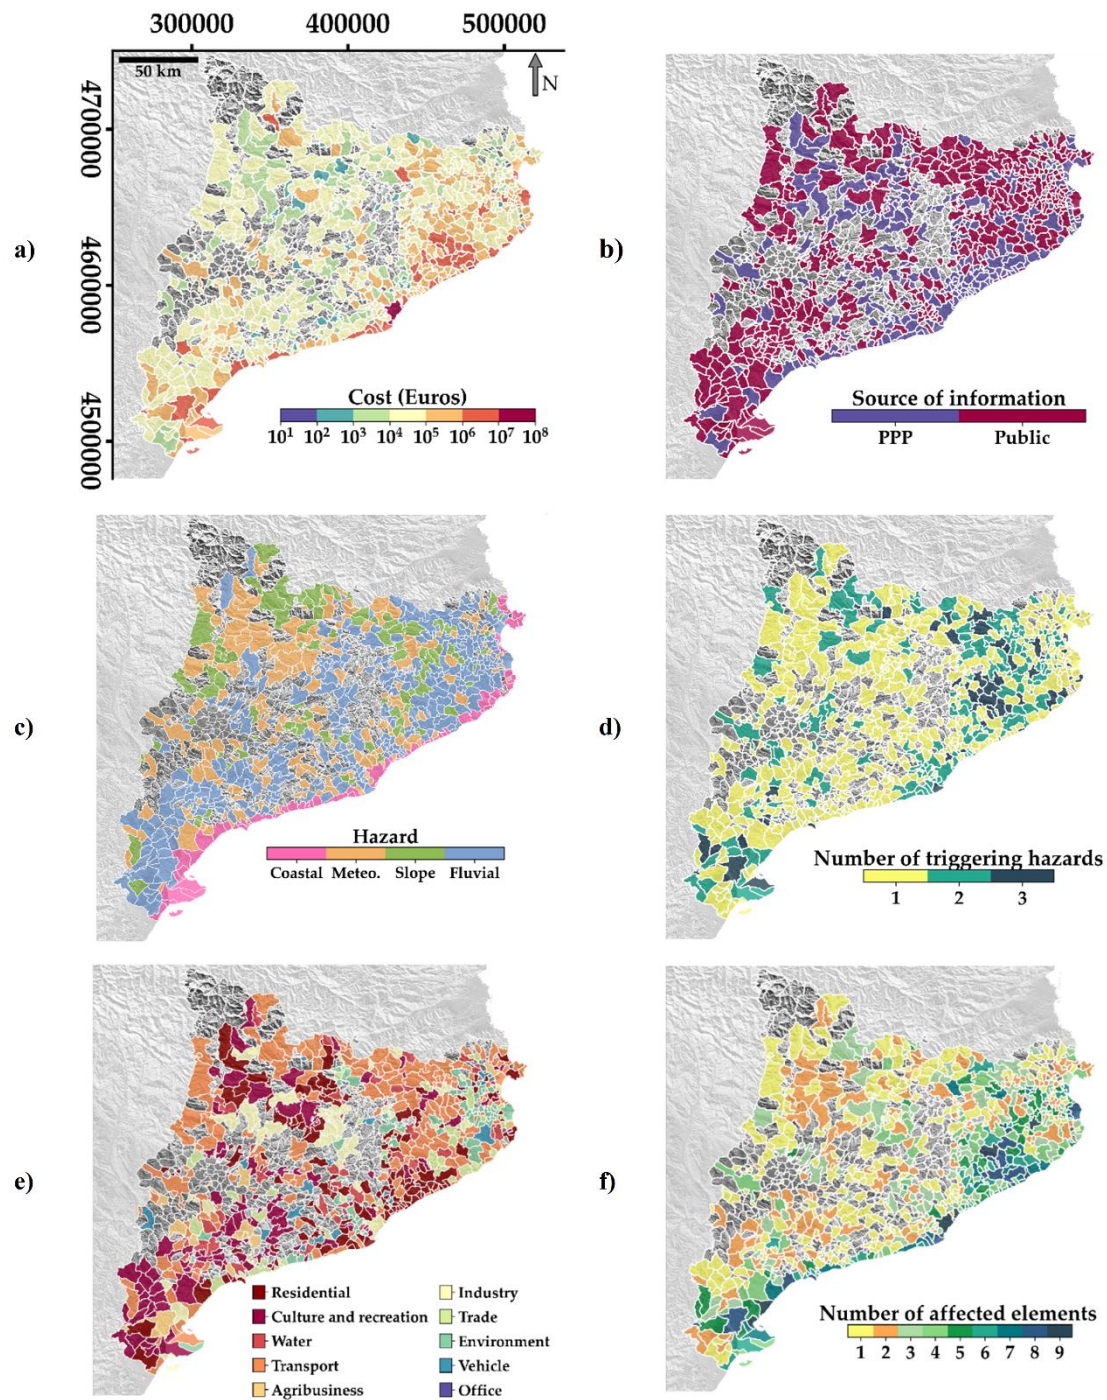 300000 400000 500000
50 km
N
4700000
4600000
4500000
a)
Cost (Euros)
10¹ 10² 10³ 10⁴ 10⁵ 10⁶ 10⁷ 10⁸
b)
Source of information
PPP Public
c)
Hazard
Coastal Meteo. Slope Fluvial
d)
Number of triggering hazards
1 2 3
e)
Residential
Culture and recreation
Water
Transport
Agribusiness
Industry
Trade
Environment
Vehicle
Office
f)
Number of affected elements
1 2 3 4 5 6 7 8 9